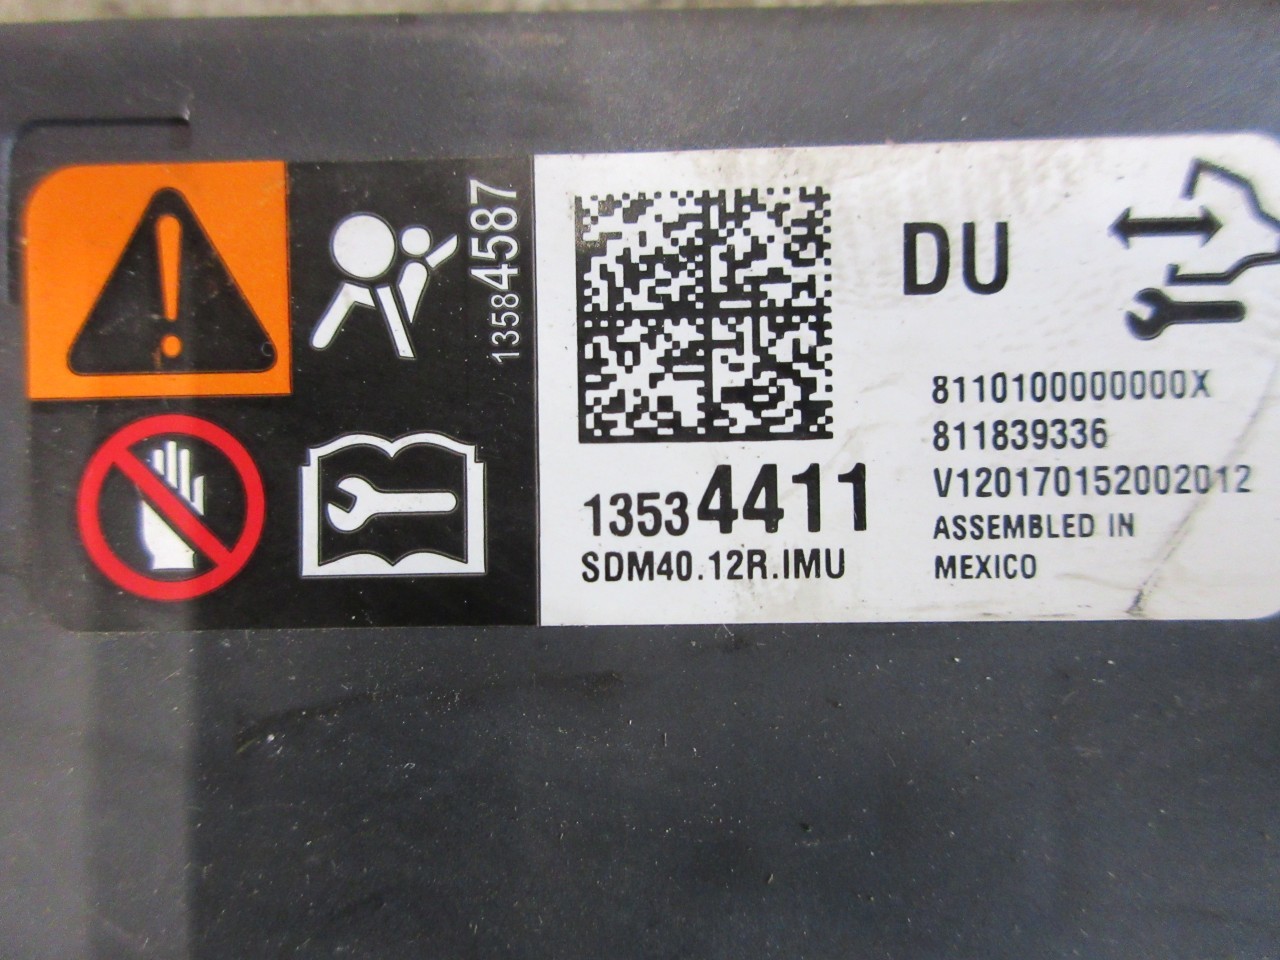 13584587
DU
8110100000000X
811839336
13534411
V120170152002012
ASSEMBLED IN
SDM40.12R.IMU
MEXICO